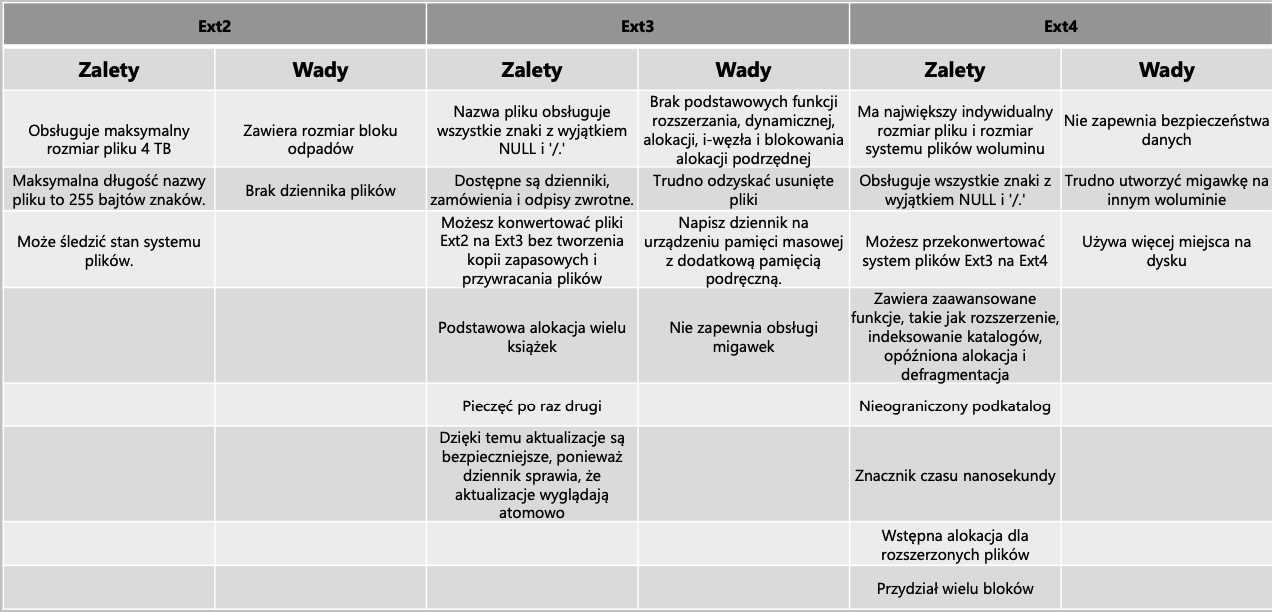 Ext2
Ext3
Ext4
Zalety
Wady
Zalety
Wady
Zalety
Wady
Obsługuje maksymalny
rozmiar pliku 4 TB
Zawiera rozmiar bloku
odpadów
Nazwa pliku obsługuje
wszystkie znaki z wyjątkiem
NULL i '/.'
Brak podstawowych funkcji
rozszerzania, dynamicznej,
alokacji, i-węzła i blokowania
alokacji podrzędnej
Ma największy indywidualny
rozmiar pliku i rozmiar
systemu plików woluminu
Nie zapewnia bezpieczeństwa
danych
Maksymalna długość nazwy
pliku to 255 bajtów znaków.
Brak dziennika plików
Dostępne są dzienniki,
zamówienia i odpisy zwrotne.
Trudno odzyskać usunięte
pliki
Obsługuje wszystkie znaki z
wyjątkiem NULL i '/.'
Trudno utworzyć migawkę na
innym woluminie
Może śledzić stan systemu
plików.
Możesz konwertować pliki
Ext2 na Ext3 bez tworzenia
kopii zapasowych i
przywracania plików
Napisz dziennik na
urządzeniu pamięci masowej
z dodatkową pamięcią
podręczną.
Możesz przekonwertować
system plików Ext3 na Ext4
Używa więcej miejsca na
dysku
Podstawowa alokacja wielu
książek
Nie zapewnia obsługi
migawek
Zawiera zaawansowane
funkcje, takie jak rozszerzenie,
indeksowanie katalogów,
opóźniona alokacja i
defragmentacja
Pieczęć po raz drugi
Nieograniczony podkatalog
Dzięki temu aktualizacje są
bezpieczniejsze, ponieważ
dziennik sprawia, że
aktualizacje wyglądają
atomowo
Znacznik czasu nanosekundy
Wstępna alokacja dla
rozszerzonych plików
Przydział wielu bloków